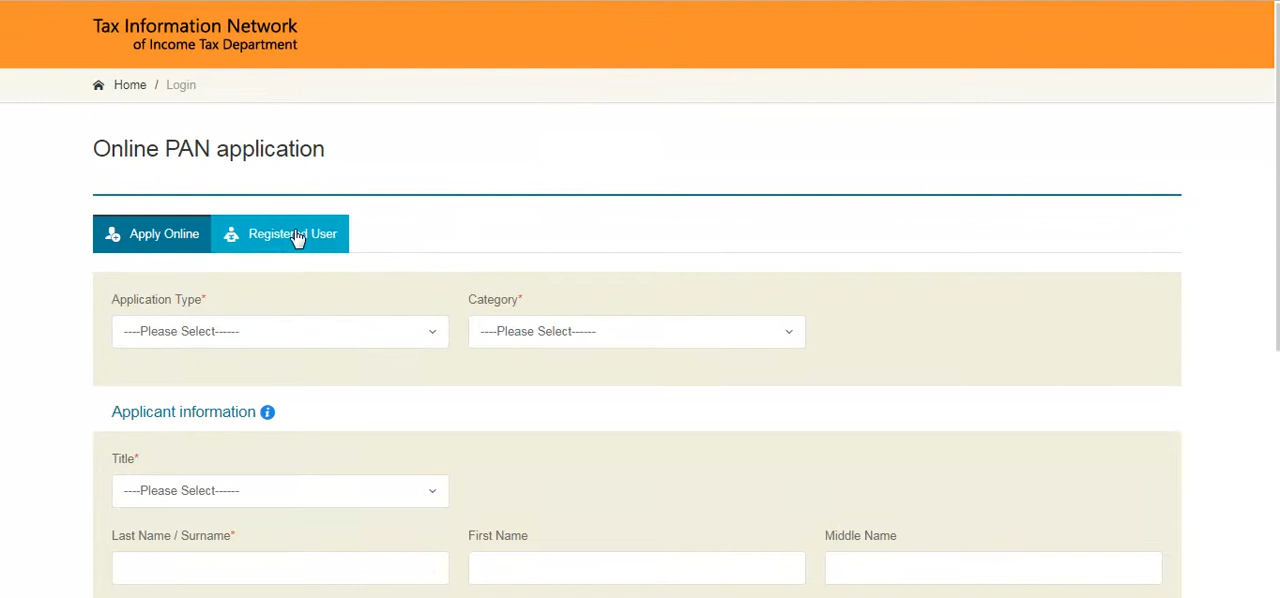 Tax Information Network
of Income Tax Department
Home / Login
Online PAN application
Apply Online
Registered User
Application Type*
Category*
----Please Select------
----Please Select------
Applicant information
Title*
----Please Select------
Last Name / Surname*
First Name
Middle Name